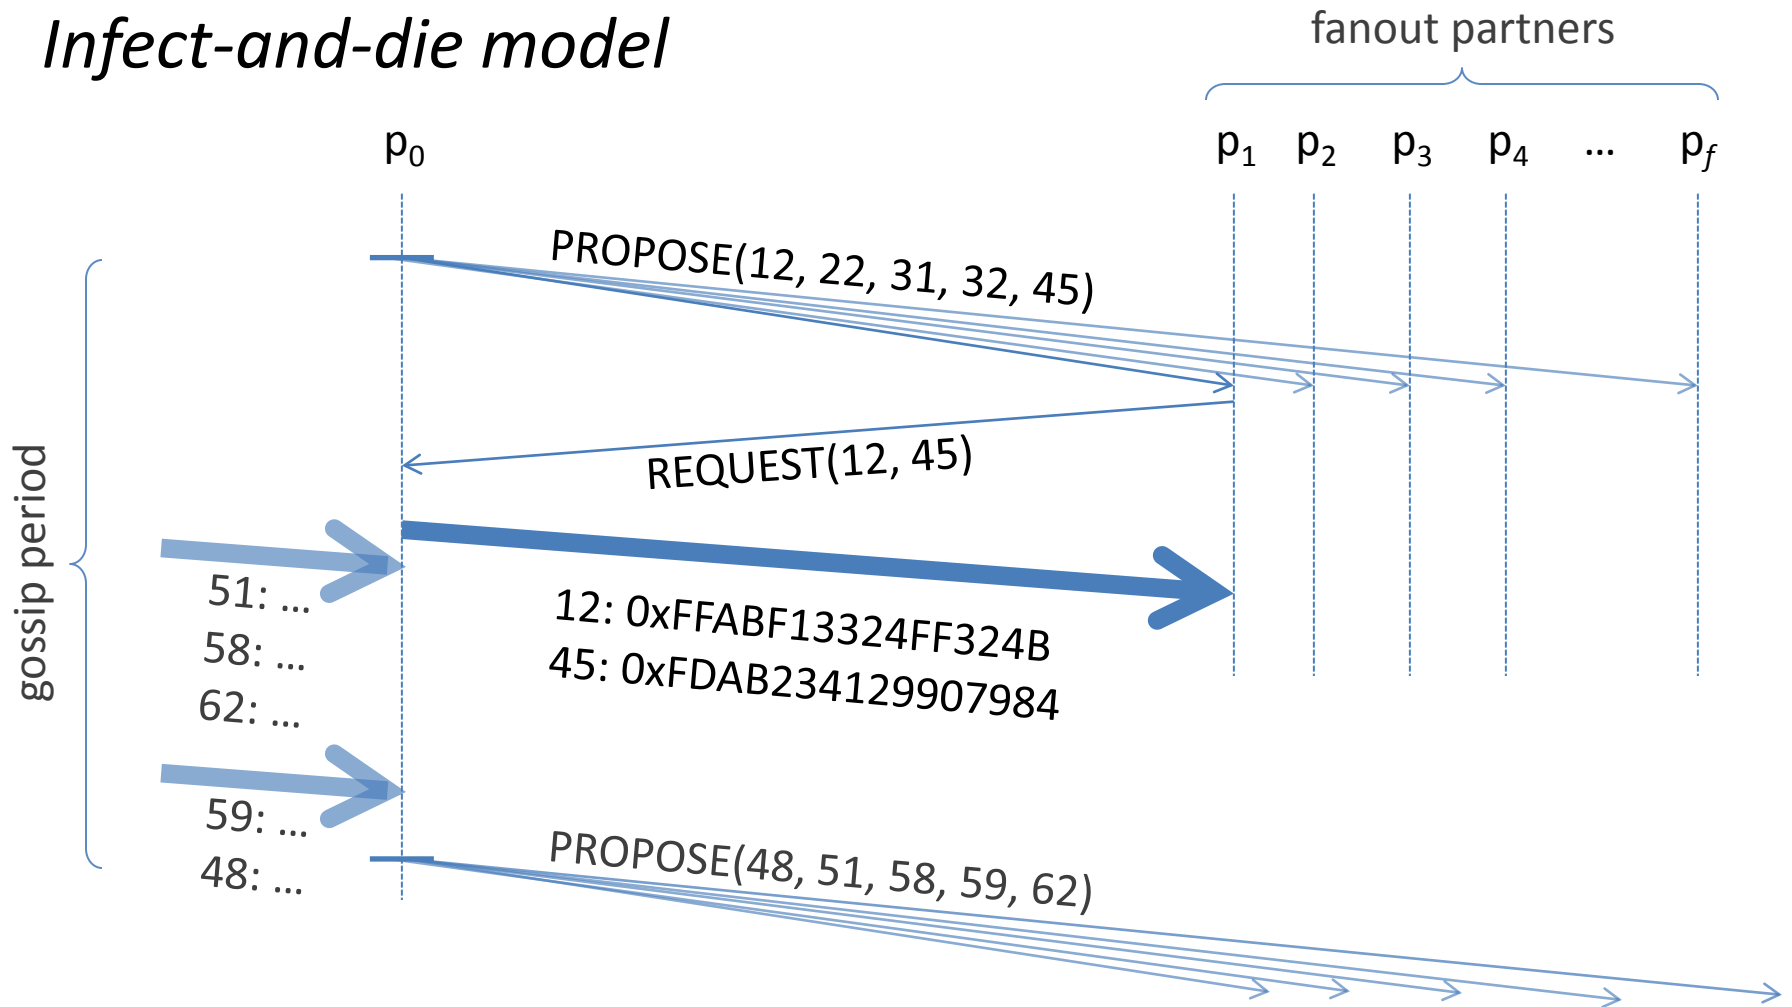 Infect-and-die model
fanout partners
p0
p1 p2 p3 p4 ... pf
PROPOSE(12, 22, 31, 32, 45)
REQUEST(12, 45)
gossip period
51: ...
58: ...
62: ...
12: 0xFFABF13324FF324B
45: 0xFDAB234129907984
59: ...
48: ...
PROPOSE(48, 51, 58, 59, 62)